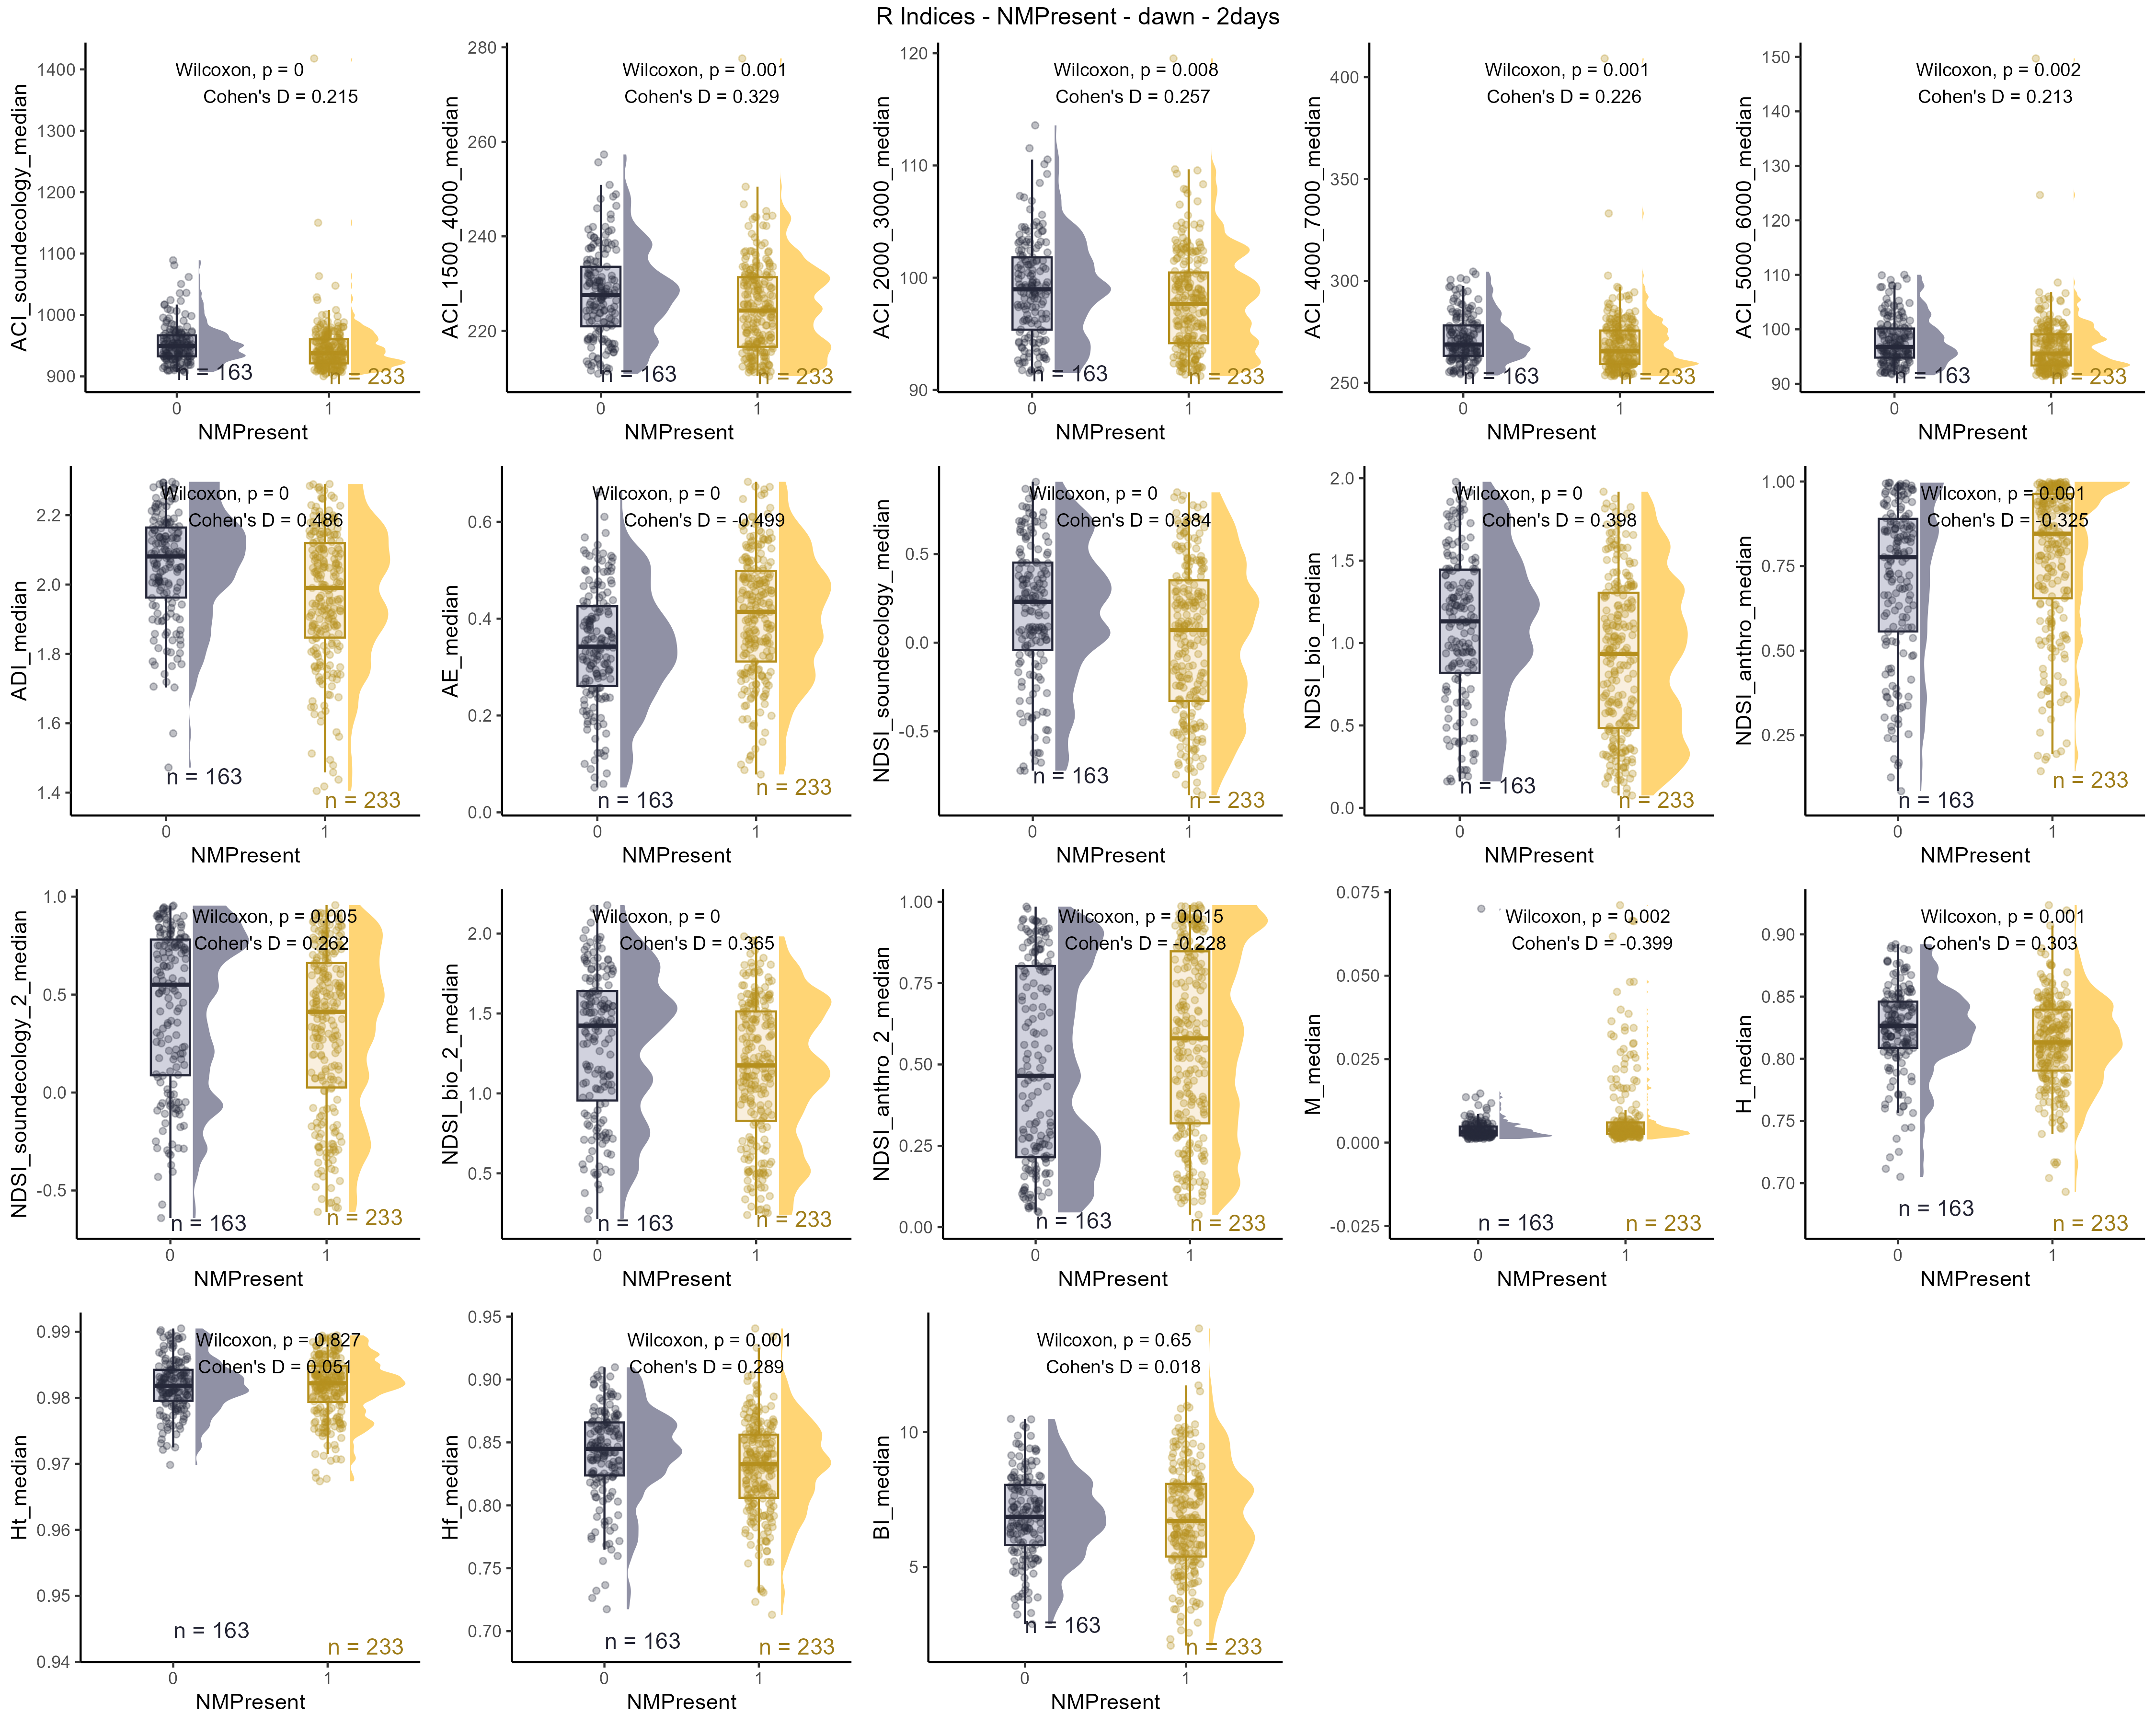 R Indices - NMPresent - dawn - 2days
ACI_soundecology_median
1400
1300
1200
1100
1000
900
Wilcoxon, p = 0
Cohen's D = 0.215
n = 163
n = 233
0
1
NMPresent
ACI_1500_4000_median
280
260
240
220
Wilcoxon, p = 0.001
Cohen's D = 0.329
n = 163
n = 233
0
1
NMPresent
ACI_2000_3000_median
120
110
100
90
Wilcoxon, p = 0.008
Cohen's D = 0.257
n = 163
n = 233
0
1
NMPresent
ACI_4000_7000_median
400
350
300
250
Wilcoxon, p = 0.001
Cohen's D = 0.226
n = 163
n = 233
0
1
NMPresent
ACI_5000_6000_median
150
140
130
120
110
100
90
Wilcoxon, p = 0.002
Cohen's D = 0.213
n = 163
n = 233
0
1
NMPresent
ADI_median
2.2
2.0
1.8
1.6
1.4
Wilcoxon, p = 0
Cohen's D = 0.486
n = 163
n = 233
0
1
NMPresent
AE_median
0.6
0.4
0.2
0.0
Wilcoxon, p = 0
Cohen's D = -0.499
n = 163
n = 233
0
1
NMPresent
NDSI_soundecology_median
0.5
0.0
-0.5
Wilcoxon, p = 0
Cohen's D = 0.384
n = 163
n = 233
0
1
NMPresent
NDSI_bio_median
2.0
1.5
1.0
0.5
0.0
Wilcoxon, p = 0
Cohen's D = 0.398
n = 163
n = 233
0
1
NMPresent
NDSI_anthro_median
1.00
0.75
0.50
0.25
Wilcoxon, p = 0.001
Cohen's D = -0.325
n = 163
n = 233
0
1
NMPresent
NDSI_soundecology_2_median
1.0
0.5
0.0
-0.5
Wilcoxon, p = 0.005
Cohen's D = 0.262
n = 163
n = 233
0
1
NMPresent
NDSI_bio_2_median
2.0
1.5
1.0
0.5
Wilcoxon, p = 0
Cohen's D = 0.365
n = 163
n = 233
0
1
NMPresent
NDSI_anthro_2_median
1.00
0.75
0.50
0.25
0.00
Wilcoxon, p = 0.015
Cohen's D = -0.228
n = 163
n = 233
0
1
NMPresent
M_median
0.075
0.050
0.025
0.000
-0.025
Wilcoxon, p = 0.002
Cohen's D = -0.399
n = 163
n = 233
0
1
NMPresent
H_median
0.90
0.85
0.80
0.75
0.70
Wilcoxon, p = 0.001
Cohen's D = 0.303
n = 163
n = 233
0
1
NMPresent
Ht_median
0.99
0.98
0.97
0.96
0.95
0.94
Wilcoxon, p = 0.827
Cohen's D = 0.051
n = 163
n = 233
0
1
NMPresent
Hf_median
0.95
0.90
0.85
0.80
0.75
0.70
Wilcoxon, p = 0.001
Cohen's D = 0.289
n = 163
n = 233
0
1
NMPresent
BI_median
10
5
Wilcoxon, p = 0.65
Cohen's D = 0.018
n = 163
n = 233
0
1
NMPresent